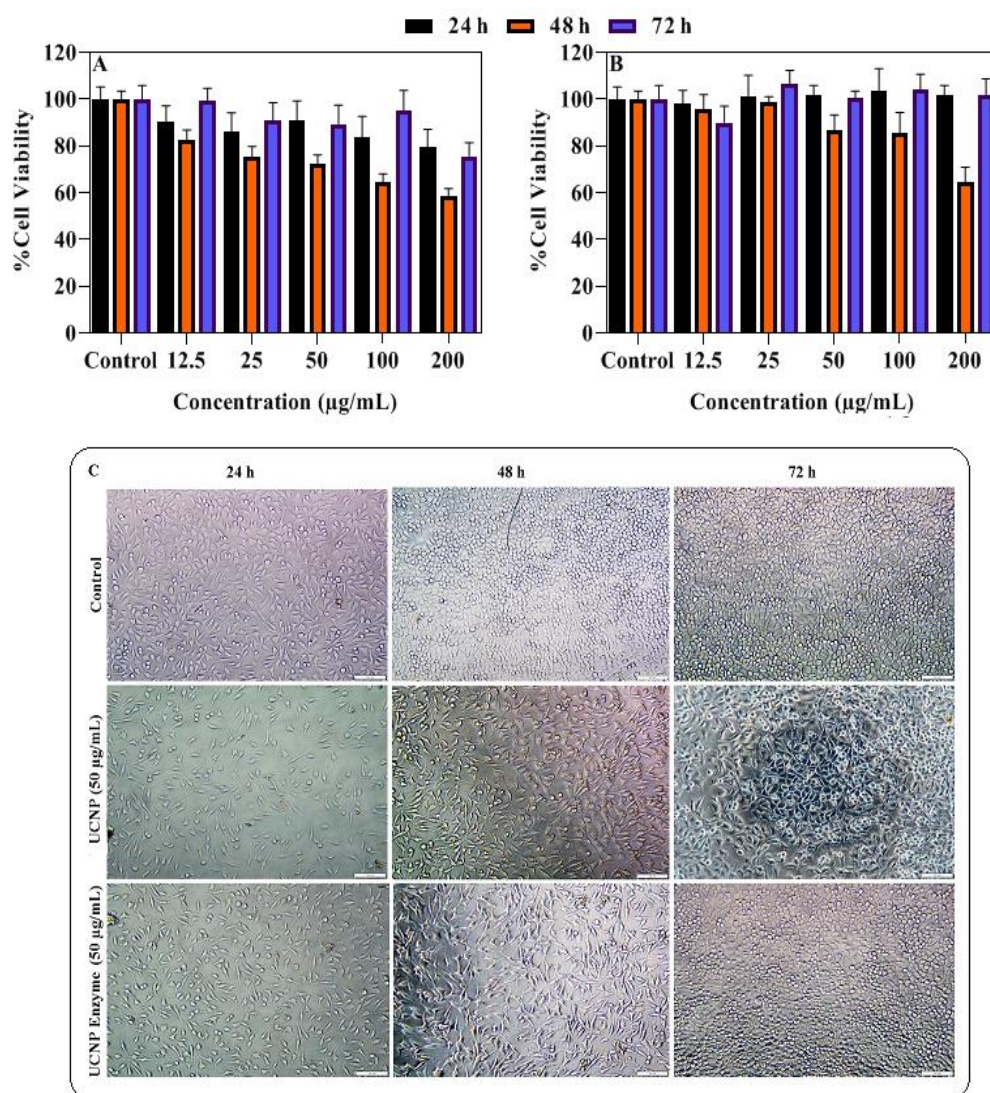 24 h 48 h 72 h
A
%Cell Viability
120
100
80
60
40
20
0
Control 12.5 25 50 100 200
Concentration (µg/mL)
B
%Cell Viability
120
100
80
60
40
20
0
Control 12.5 25 50 100 200
Concentration (µg/mL)
C
24 h 48 h 72 h
Control
UCNP (50 µg/mL)
UCNP Enzyme (50 µg/mL)